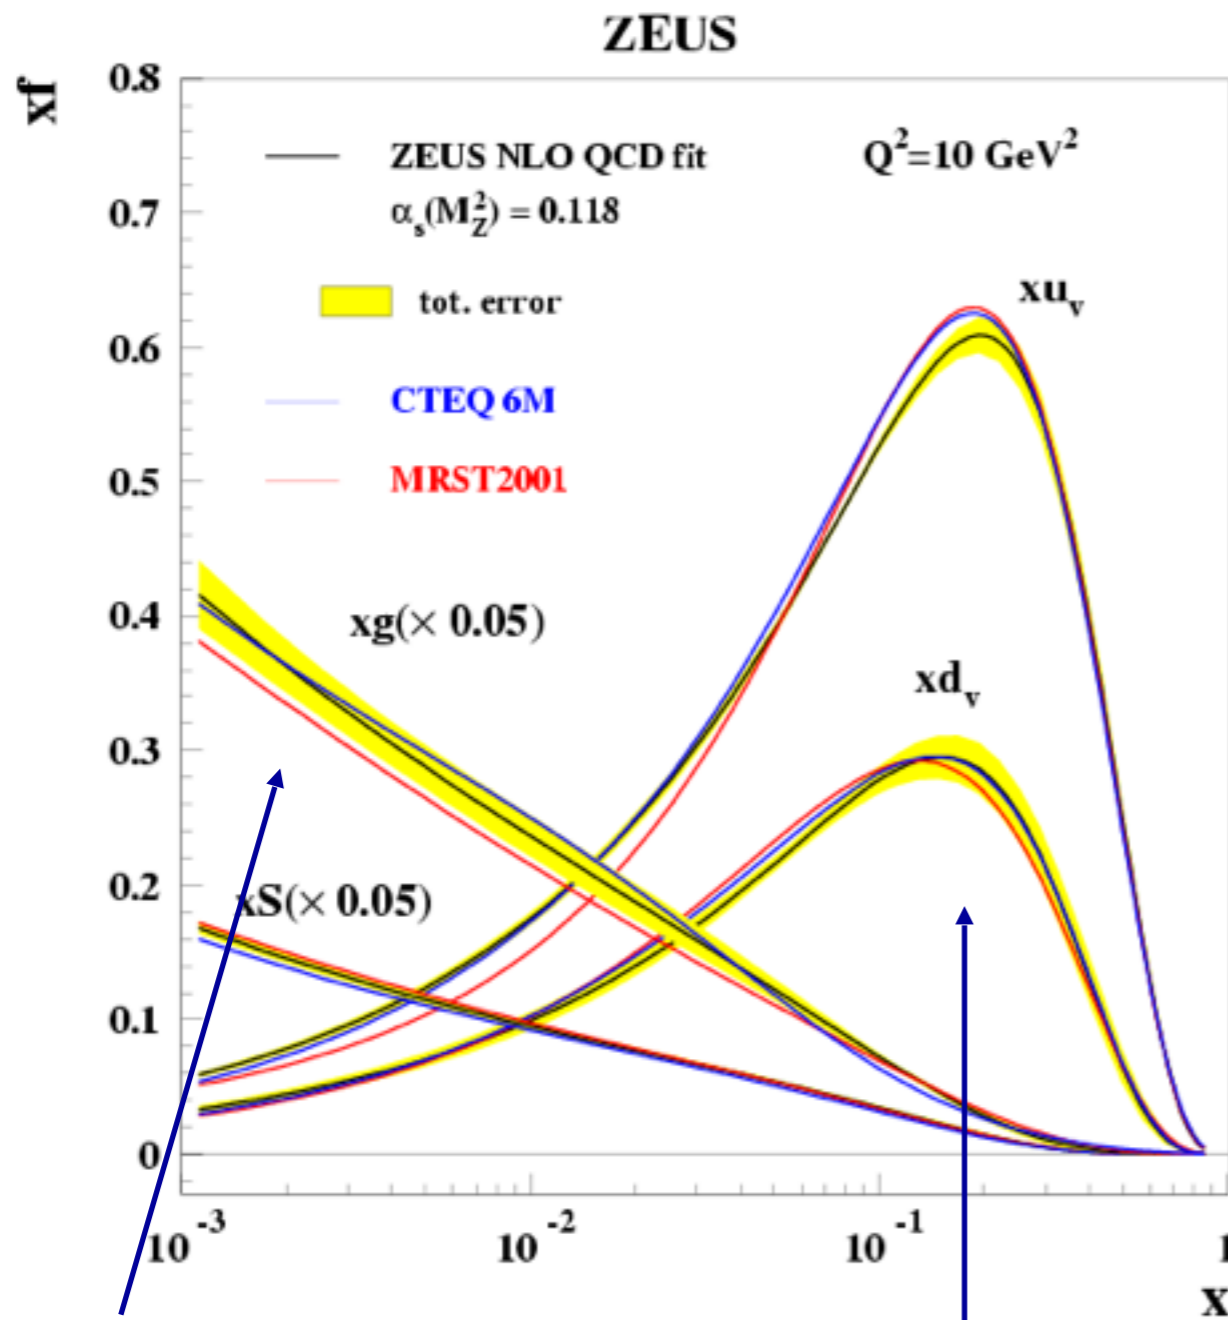 ZEUS
xf
0.8
ZEUS NLO QCD fit
Q²=10 GeV²
αₛ(M_Z²) = 0.118
0.7
tot. error
xuᵥ
0.6
CTEQ 6M
MRST2001
0.5
xg(× 0.05)
0.4
xdᵥ
0.3
xS(× 0.05)
0.2
0.1
0
10⁻³
10⁻²
10⁻¹
1
x